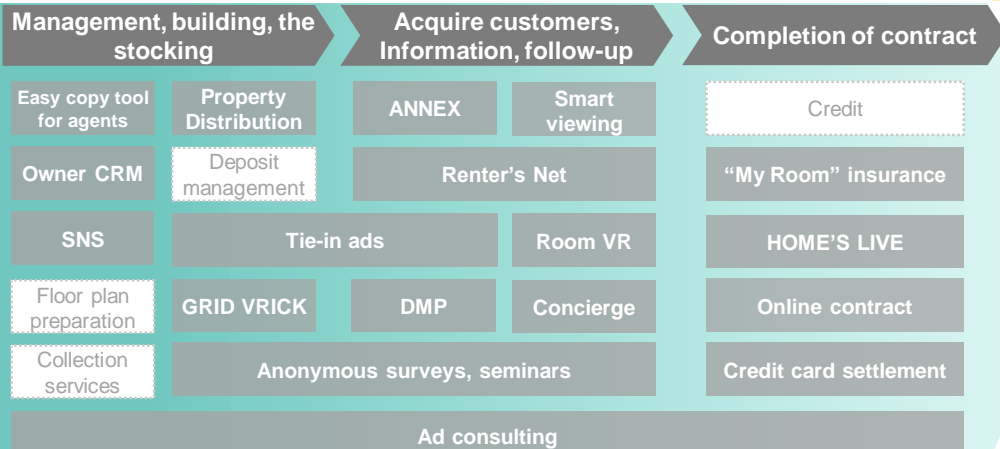 Management, building, the
stocking
Acquire customers,
Information, follow-up
Completion of contract
Easy copy tool
for agents
Property
Distribution
ANNEX
Smart
viewing
Credit
Owner CRM
Deposit
management
Renter’s Net
“My Room” insurance
SNS
Tie-in ads
Room VR
HOME’S LIVE
Floor plan
preparation
GRID VRICK
DMP
Concierge
Online contract
Collection
services
Anonymous surveys, seminars
Credit card settlement
Ad consulting